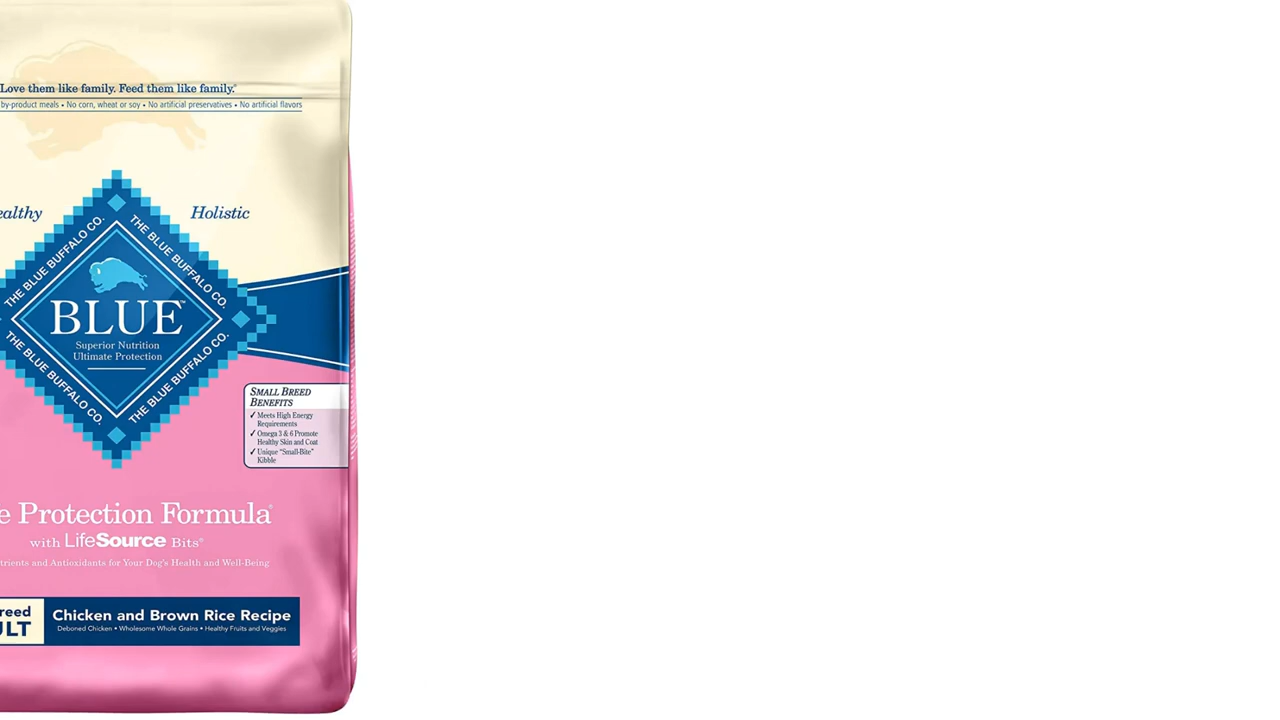 Love them like family. Feed them like family.®
by-product meals • No corn, wheat or soy • No artificial preservatives • No artificial flavors
ealthy
Holistic
THE BLUE BUFFALO CO.
THE BLUE BUFFALO CO.
BLUE™
Superior Nutrition
Ultimate Protection
THE BLUE BUFFALO CO.
THE BLUE BUFFALO CO.
SMALL BREED
BENEFITS
✓ Meets High Energy
Requirements
✓ Omega 3 & 6 Promote
Healthy Skin and Coat
✓ Unique “Small-Bite”
Kibble
e Protection Formula®
with LifeSource Bits®
trients and Antioxidants for Your Dog's Health and Well-Being
reed
ULT
Chicken and Brown Rice Recipe
Deboned Chicken • Wholesome Whole Grains • Healthy Fruits and Veggies